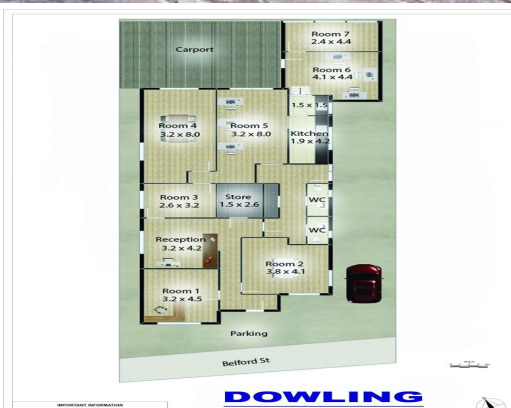 Carport
Room 7
2.4 x 4.4
Room 6
4.1 x 4.4
1.5 x 1.5
Room 4
3.2 x 8.0
Room 5
3.2 x 8.0
Kitchen
1.9 x 4.2
Room 3
2.6 x 3.2
Store
1.5 x 2.6
WC
WC
Reception
3.2 x 4.2
Room 2
3.8 x 4.1
Room 1
3.2 x 4.5
Parking
Belford St
DOWLING
IMPORTANT INFORMATION